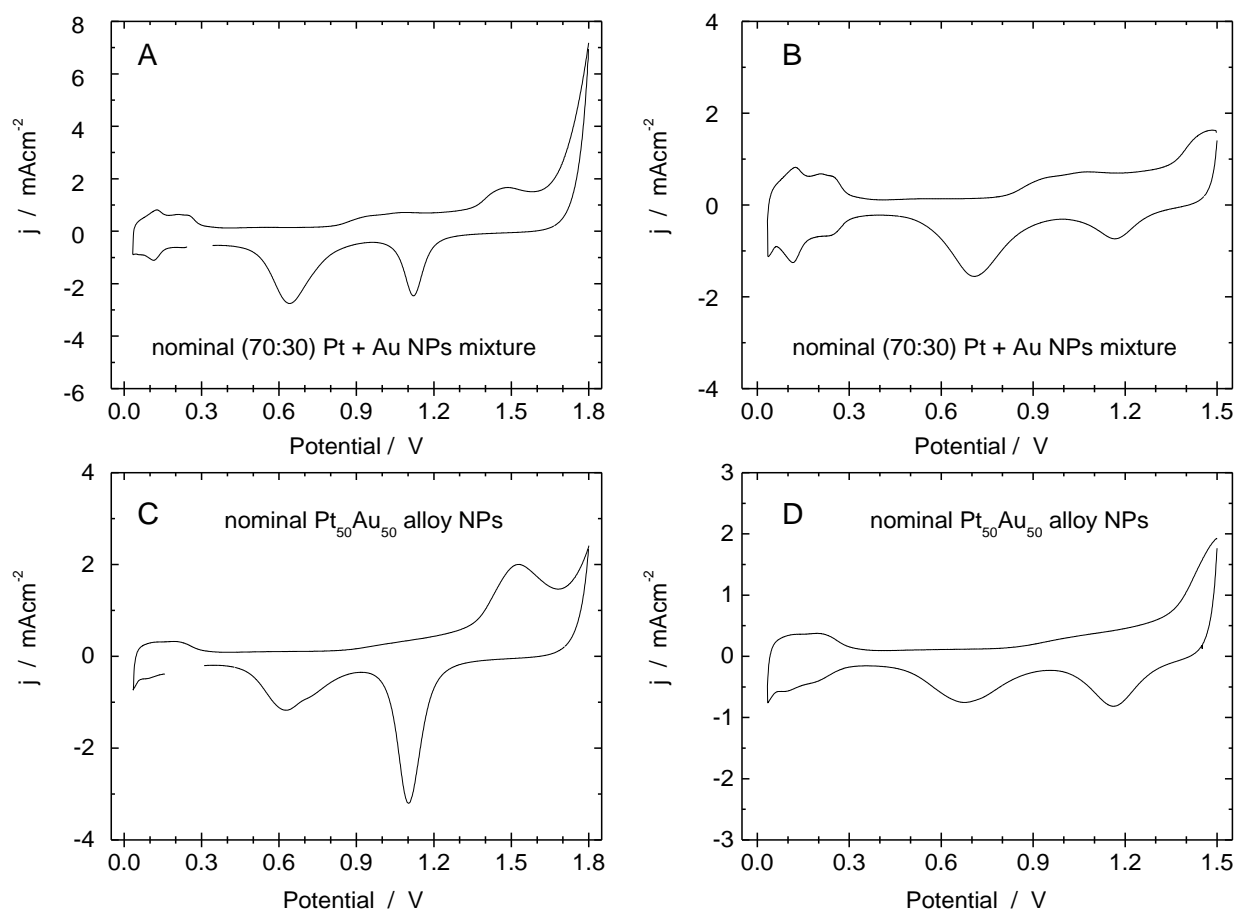 A
j / mAcm⁻²
8
6
4
2
0
-2
-4
-6
nominal (70:30) Pt + Au NPs mixture
0.0 0.3 0.6 0.9 1.2 1.5 1.8
Potential / V
B
j / mAcm⁻²
4
2
0
-2
-4
nominal (70:30) Pt + Au NPs mixture
0.0 0.3 0.6 0.9 1.2 1.5
Potential / V
C
nominal Pt₅₀Au₅₀ alloy NPs
j / mAcm⁻²
4
2
0
-2
-4
0.0 0.3 0.6 0.9 1.2 1.5 1.8
Potential / V
D
nominal Pt₅₀Au₅₀ alloy NPs
j / mAcm⁻²
3
2
1
0
-1
-2
-3
0.0 0.3 0.6 0.9 1.2 1.5
Potential / V